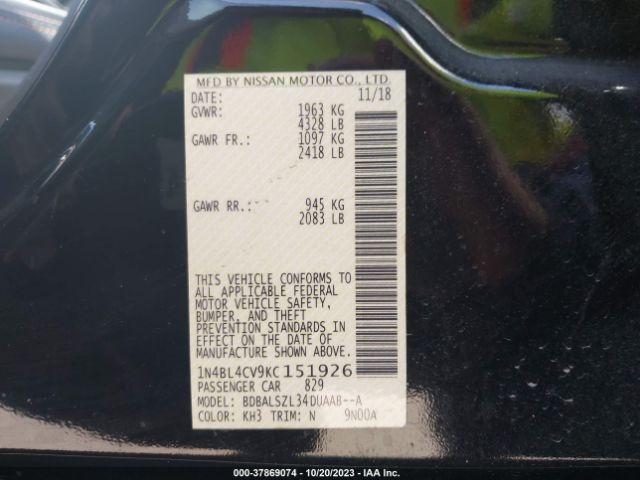 MFD BY NISSAN MOTOR CO., LTD.
DATE: 11/18
GVWR: 1963 KG
4328 LB
GAWR FR.: 1097 KG
2418 LB
GAWR RR.: 945 KG
2083 LB
THIS VEHICLE CONFORMS TO
ALL APPLICABLE FEDERAL
MOTOR VEHICLE SAFETY,
BUMPER, AND THEFT
PREVENTION STANDARDS IN
EFFECT ON THE DATE OF
MANUFACTURE SHOWN ABOVE.
1N4BL4CV9KC151926
PASSENGER CAR 829
MODEL: BDBALSZL34DUAAB--A
COLOR: KH3 TRIM: N 9N00A
000-37869074 - 10/20/2023 - IAA Inc.